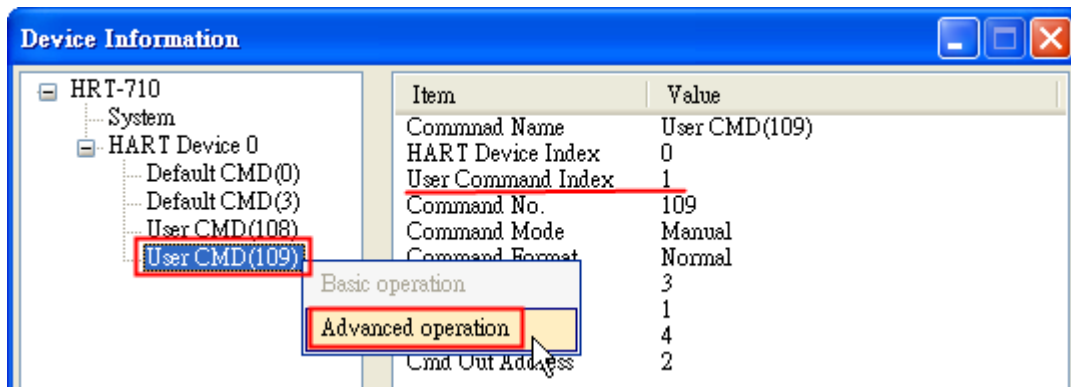 Device Information
HRT-710
System
HART Device 0
Default CMD(0)
Default CMD(3)
User CMD(108)
User CMD(109)
Basic operation
Advanced operation
Item Value
Commnad Name User CMD(109)
HART Device Index 0
User Command Index 1
Command No. 109
Command Mode Manual
Command Format Normal
3
1
4
Cmd Out Address 2